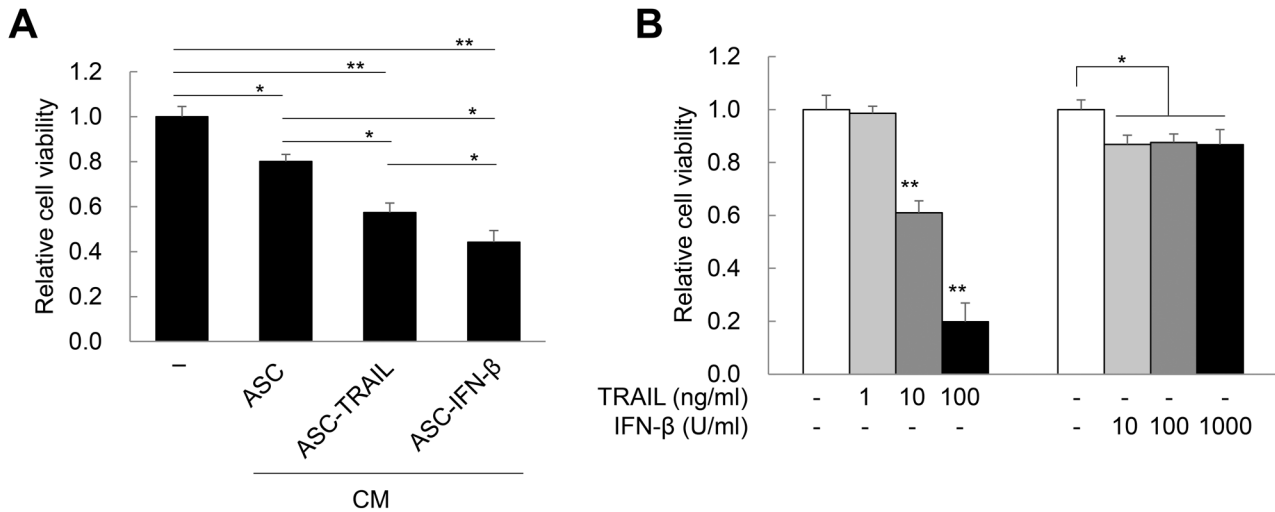 A
**
**
*
*
*
*
Relative cell viability
1.2
1.0
0.8
0.6
0.4
0.2
0.0
–
ASC
ASC-TRAIL
ASC-IFN-β
CM
B
Relative cell viability
1.2
1.0
0.8
0.6
0.4
0.2
0.0
**
**
*
TRAIL (ng/ml) - 1 10 100 - - - -
IFN-β (U/ml) - - - - - 10 100 1000